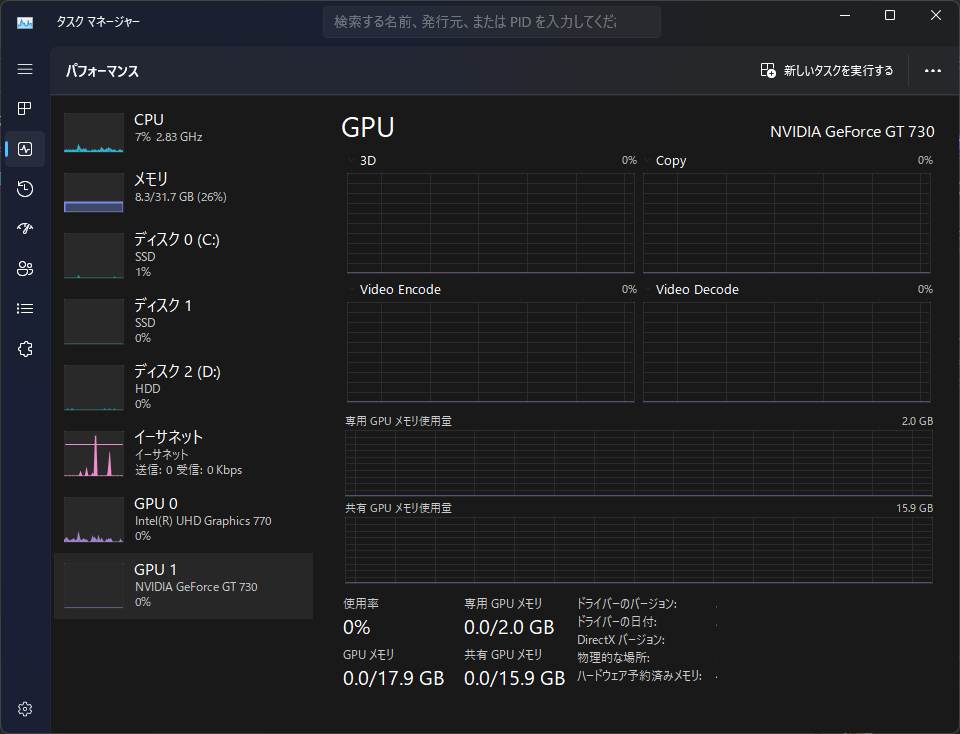 タスク マネージャー
検索する名前、発行元、または PID を入力してくだ
パフォーマンス
新しいタスクを実行する
CPU
7% 2.83 GHz
メモリ
8.3/31.7 GB (26%)
ディスク 0 (C:)
SSD
1%
ディスク 1
SSD
0%
ディスク 2 (D:)
HDD
0%
イーサネット
イーサネット
送信: 0 受信: 0 Kbps
GPU 0
Intel(R) UHD Graphics 770
0%
GPU 1
NVIDIA GeForce GT 730
0%
GPU
NVIDIA GeForce GT 730
3D 0%
Copy 0%
Video Encode 0%
Video Decode 0%
専用 GPU メモリ使用量 2.0 GB
共有 GPU メモリ使用量 15.9 GB
使用率
0%
専用 GPU メモリ
0.0/2.0 GB
GPU メモリ
0.0/17.9 GB
共有 GPU メモリ
0.0/15.9 GB
ドライバーのバージョン:
ドライバーの日付:
DirectX バージョン:
物理的な場所:
ハードウェア予約済みメモリ: